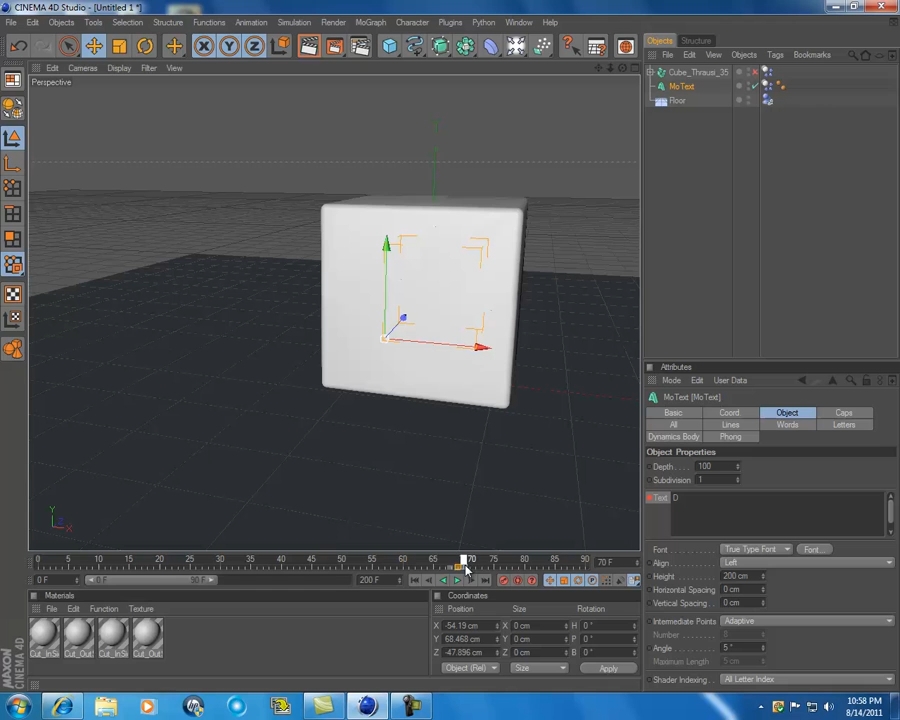 CINEMA 4D Studio - [Untitled 1 *]
File Edit Objects Tools Selection Structure Functions Animation Simulation Render MoGraph Character Plugins Python Window Help
X Y Z
Edit Cameras Display Filter View
Perspective
Objects Structure
File Edit View Objects Tags Bookmarks
Cube_Thraus_35
MoText
Floor
Attributes
Mode Edit User Data
MoText [MoText]
Basic Coord Object Caps
All Lines Words Letters
Dynamics Body Phong
Object Properties
Depth 100
Subdivision 1
Text D
Font True Type Font Font...
Align Left
Height 200 cm
Horizontal Spacing 0 cm
Vertical Spacing 0 cm
Intermediate Points Adaptive
Number 8
Angle 5 °
Maximum Length 5 cm
Shader Indexing All Letter Index
Y
Z
X
0 5 10 15 20 25 30 35 40 45 50 55 60 65 70 75 80 85 90 70 F
0 F 0 F 90 F 200 F
Materials
File Edit Function Texture
Cut_InSi Cut_Out! Cut_InSi Cut_Out!
Coordinates
Position Size Rotation
X -54.19 cm X 0 cm H 0 °
Y 68.468 cm Y 0 cm P 0 °
Z -47.896 cm Z 0 cm B 0 °
Object (Rel) Size Apply
MAXON
CINEMA 4D
10:58 PM
8/14/2011